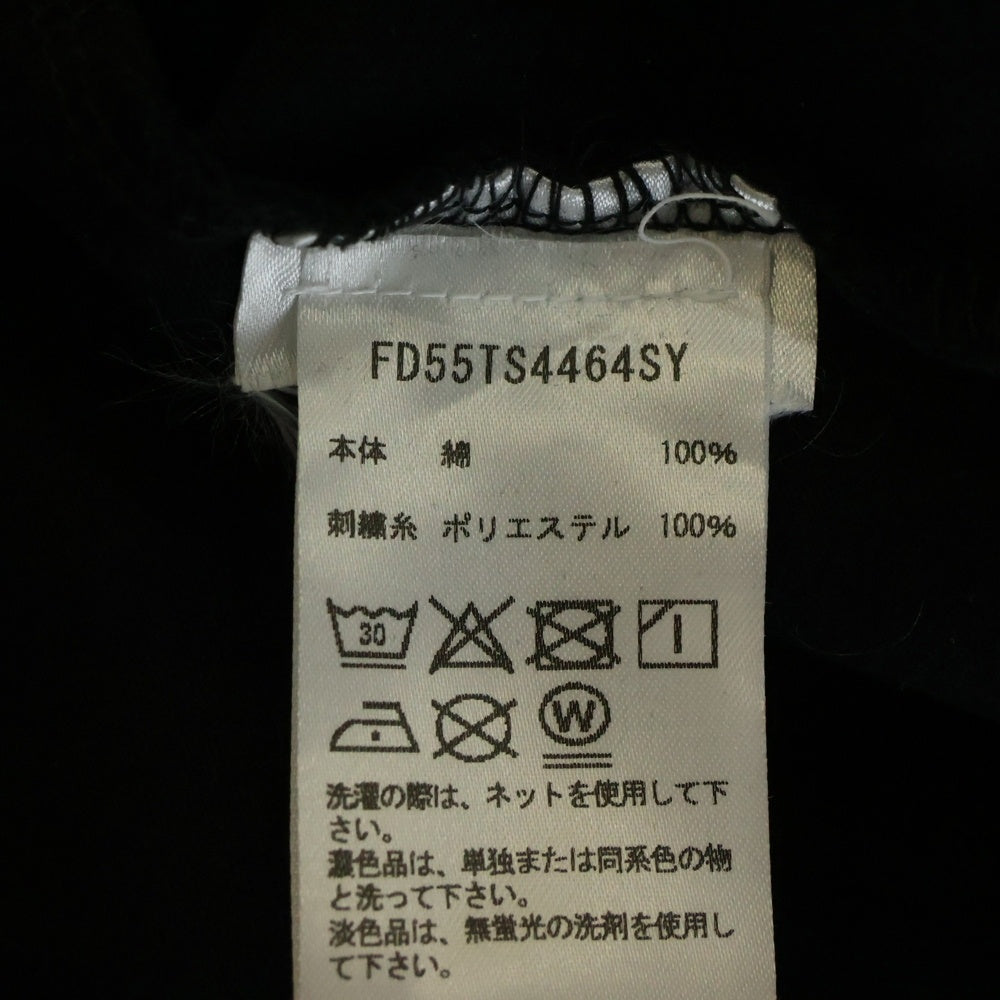 FD55TS4464SY
本体 綿 100%
刺繍糸 ポリエステル 100%
30
W
洗濯の際は、ネットを使用して下
さい。
濃色品は、単独または同系色の物
と洗って下さい。
淡色品は、無蛍光の洗剤を使用し
て下さい。